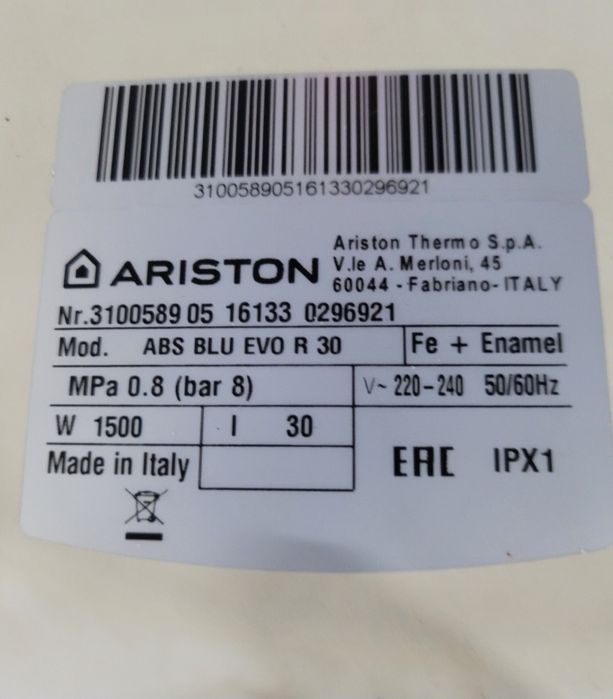 310058905161330296921
ARISTON
Ariston Thermo S.p.A.
V.le A. Merloni, 45
60044 - Fabriano- ITALY
Nr.3100589 05 16133 0296921
Mod. ABS BLU EVO R 30
Fe + Enamel
MPa 0.8 (bar 8)
V~ 220-240 50/60Hz
W 1500
l 30
Made in Italy
EAC IPX1